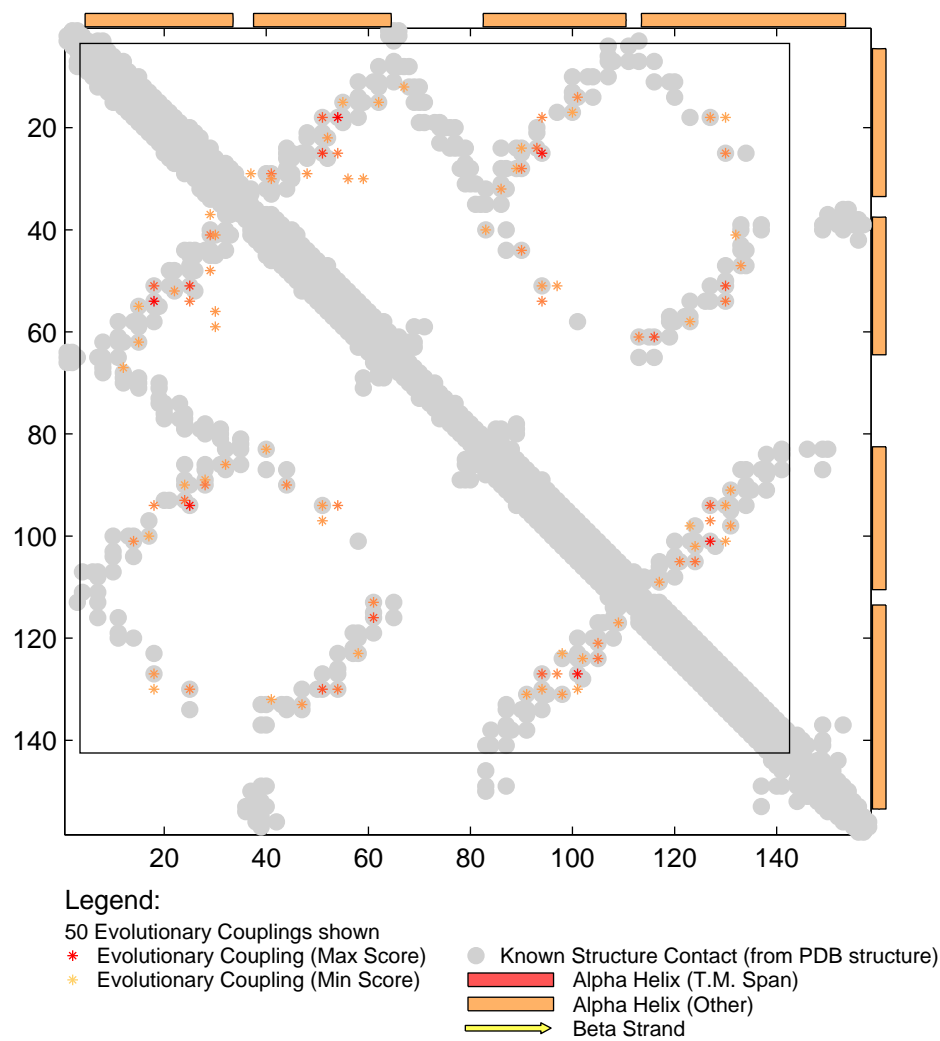 20
40
60
80
100
120
140
20 40 60 80 100 120 140
Legend:
50 Evolutionary Couplings shown
Evolutionary Coupling (Max Score)
Evolutionary Coupling (Min Score)
Known Structure Contact (from PDB structure)
Alpha Helix (T.M. Span)
Alpha Helix (Other)
Beta Strand